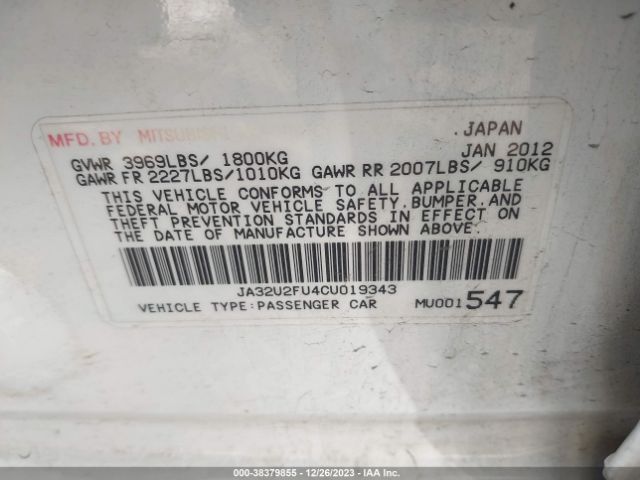 MFD. BY MITSUBISHI .JAPAN
GVWR 3969LBS/ 1800KG JAN 2012
GAWR FR 2227LBS/1010KG GAWR RR 2007LBS/ 910KG
THIS VEHICLE CONFORMS TO ALL APPLICABLE
FEDERAL MOTOR VEHICLE SAFETY.BUMPER.AND
THEFT PREVENTION STANDARDS IN EFFECT ON
THE DATE OF MANUFACTURE SHOWN ABOVE.
JA32U2FU4CU019343
VEHICLE TYPE:PASSENGER CAR MU001547
© - 38379855 - 12/26/2023 - IAA Inc.